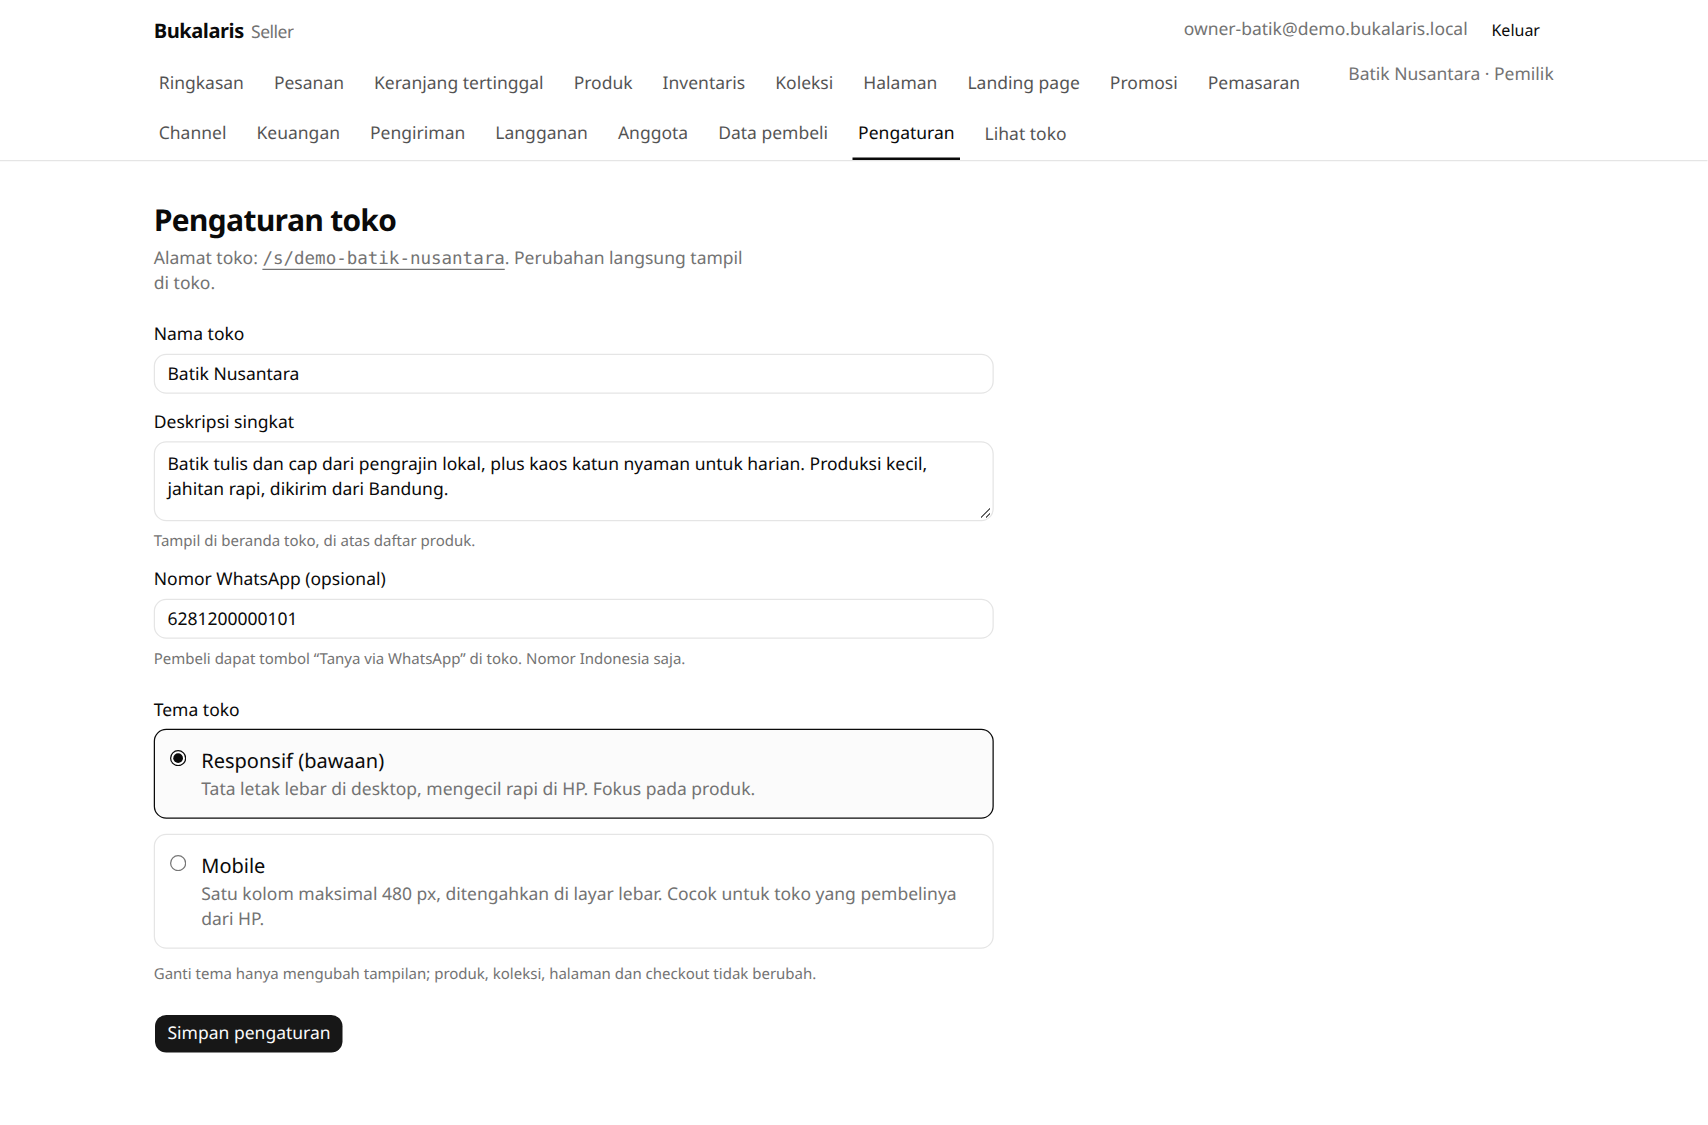 Bukalaris Seller
owner-batik@demo.bukalaris.local Keluar
Ringkasan Pesanan Keranjang tertinggal Produk Inventaris Koleksi Halaman Landing page Promosi Pemasaran
Batik Nusantara · Pemilik
Channel Keuangan Pengiriman Langganan Anggota Data pembeli Pengaturan Lihat toko
Pengaturan toko
Alamat toko: /s/demo-batik-nusantara. Perubahan langsung tampil
di toko.
Nama toko
Batik Nusantara
Deskripsi singkat
Batik tulis dan cap dari pengrajin lokal, plus kaos katun nyaman untuk harian. Produksi kecil,
jahitan rapi, dikirim dari Bandung.
Tampil di beranda toko, di atas daftar produk.
Nomor WhatsApp (opsional)
6281200000101
Pembeli dapat tombol “Tanya via WhatsApp” di toko. Nomor Indonesia saja.
Tema toko
Responsif (bawaan)
Tata letak lebar di desktop, mengecil rapi di HP. Fokus pada produk.
Mobile
Satu kolom maksimal 480 px, ditengahkan di layar lebar. Cocok untuk toko yang pembelinya
dari HP.
Ganti tema hanya mengubah tampilan; produk, koleksi, halaman dan checkout tidak berubah.
Simpan pengaturan